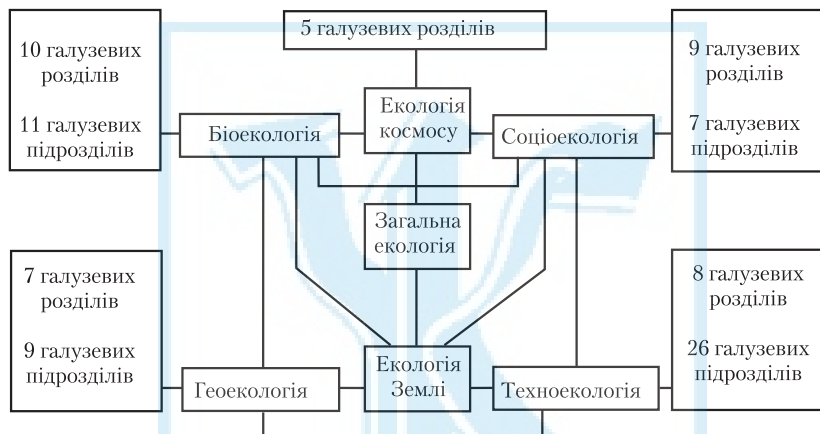 5 галузевих розділів
10 галузевих
розділів
11 галузевих
підрозділів
9 галузевих
розділів
7 галузевих
підрозділів
Біоекологія
Екологія
космосу
Соціоекологія
Загальна
екологія
7 галузевих
розділів
9 галузевих
підрозділів
8 галузевих
розділів
26 галузевих
підрозділів
Геоекологія
Екологія
Землі
Техноекологія